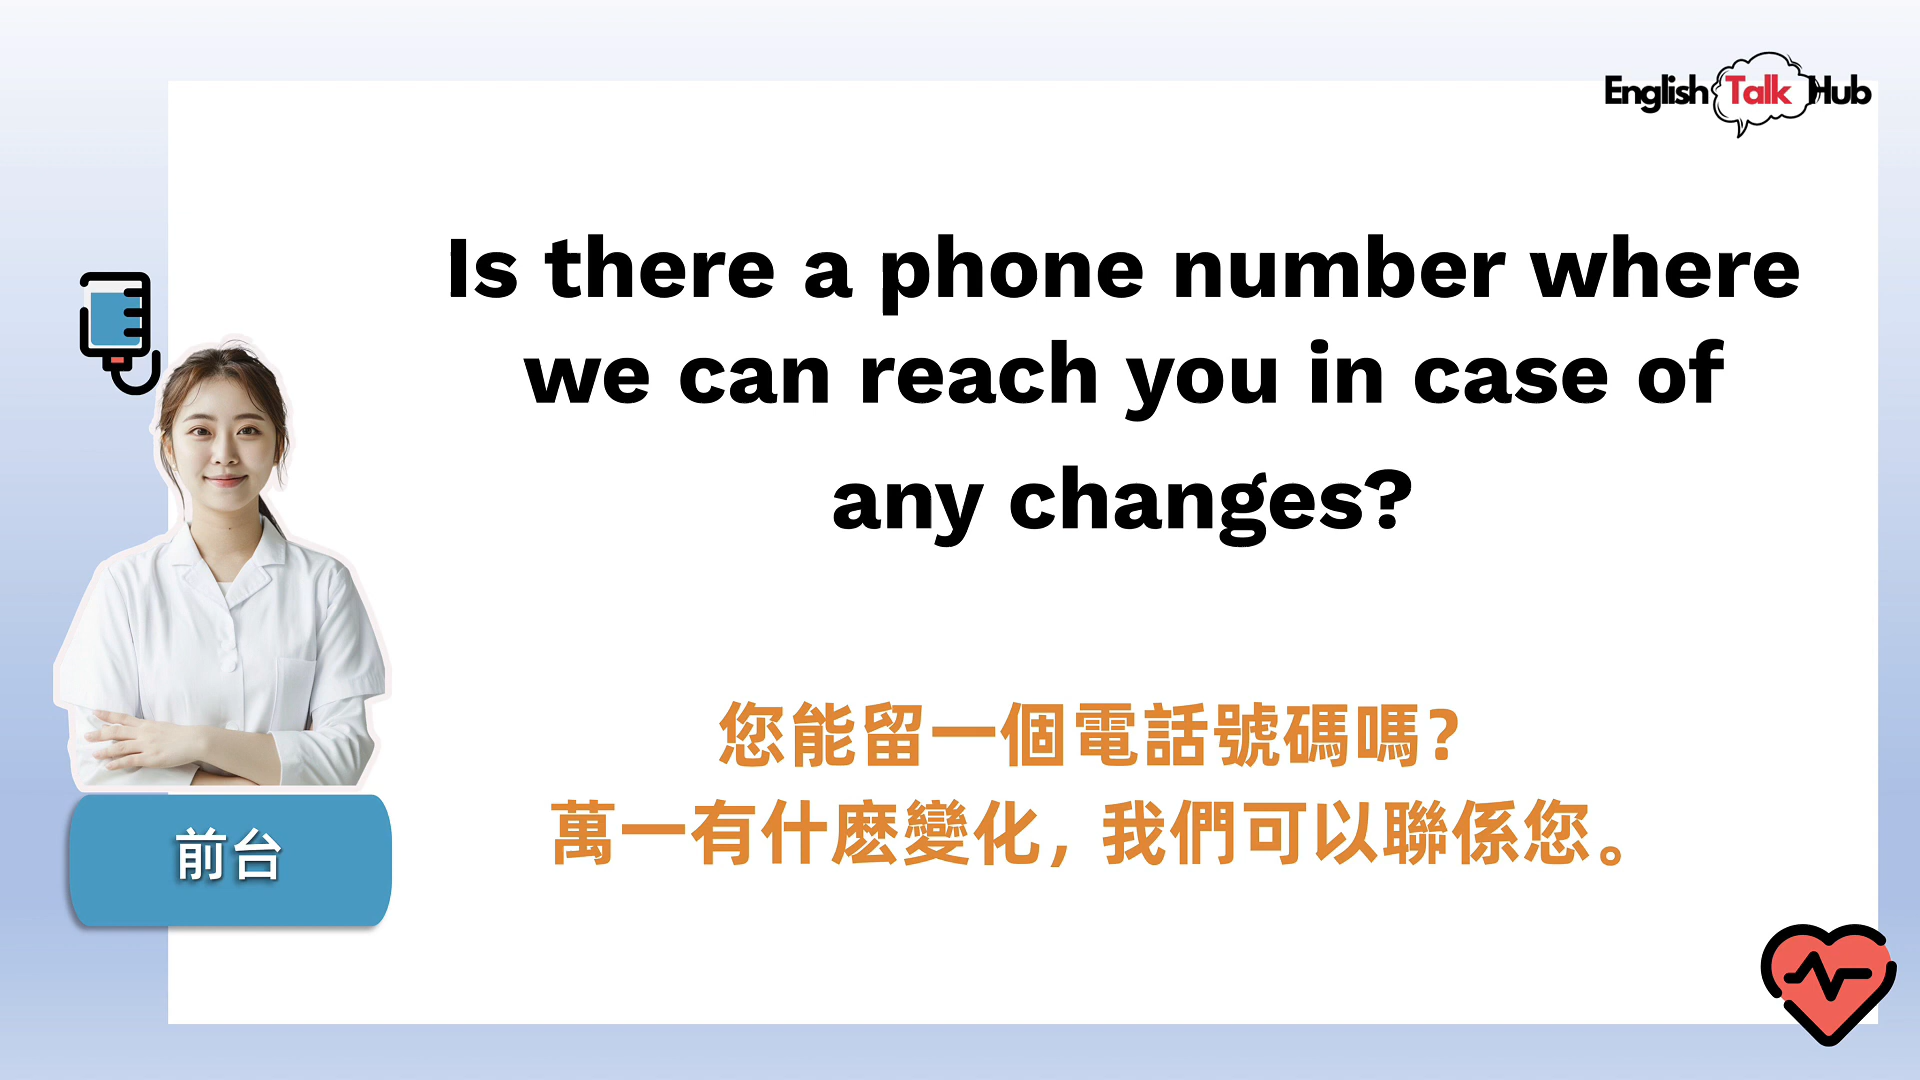 English Talk Hub
Is there a phone number where
we can reach you in case of
any changes?
您能留一個電話號碼嗎?
萬一有什麼變化, 我們可以聯係您。
前台